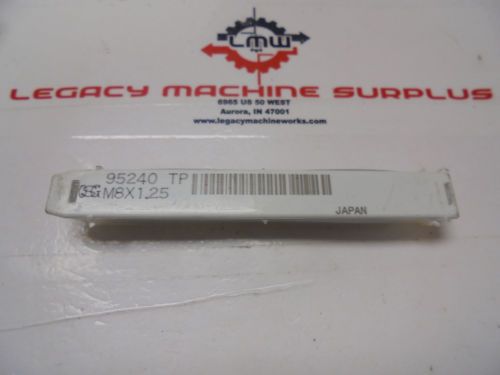 LMW
LEGACY MACHINE SURPLUS
6965 US 50 WEST
Aurora, IN 47001
www.legacymachineworks.com
95240 TP
OSG M8X1.25
JAPAN